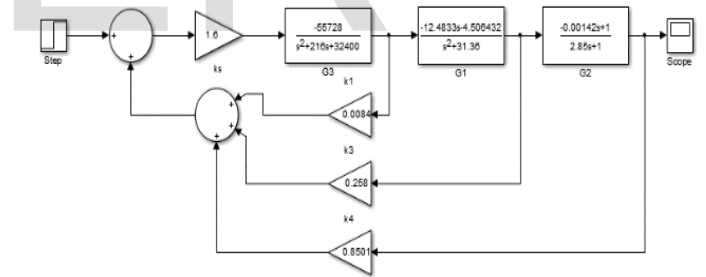 Step
+
+
1.6
ks
-55728
s²+216s+32400
G3
-12.4833s-4.506432
s²+31.36
G1
-0.00142s+1
2.85s+1
G2
Scope
k1
0.0084
+
+
+
k3
0.258
k4
0.8501